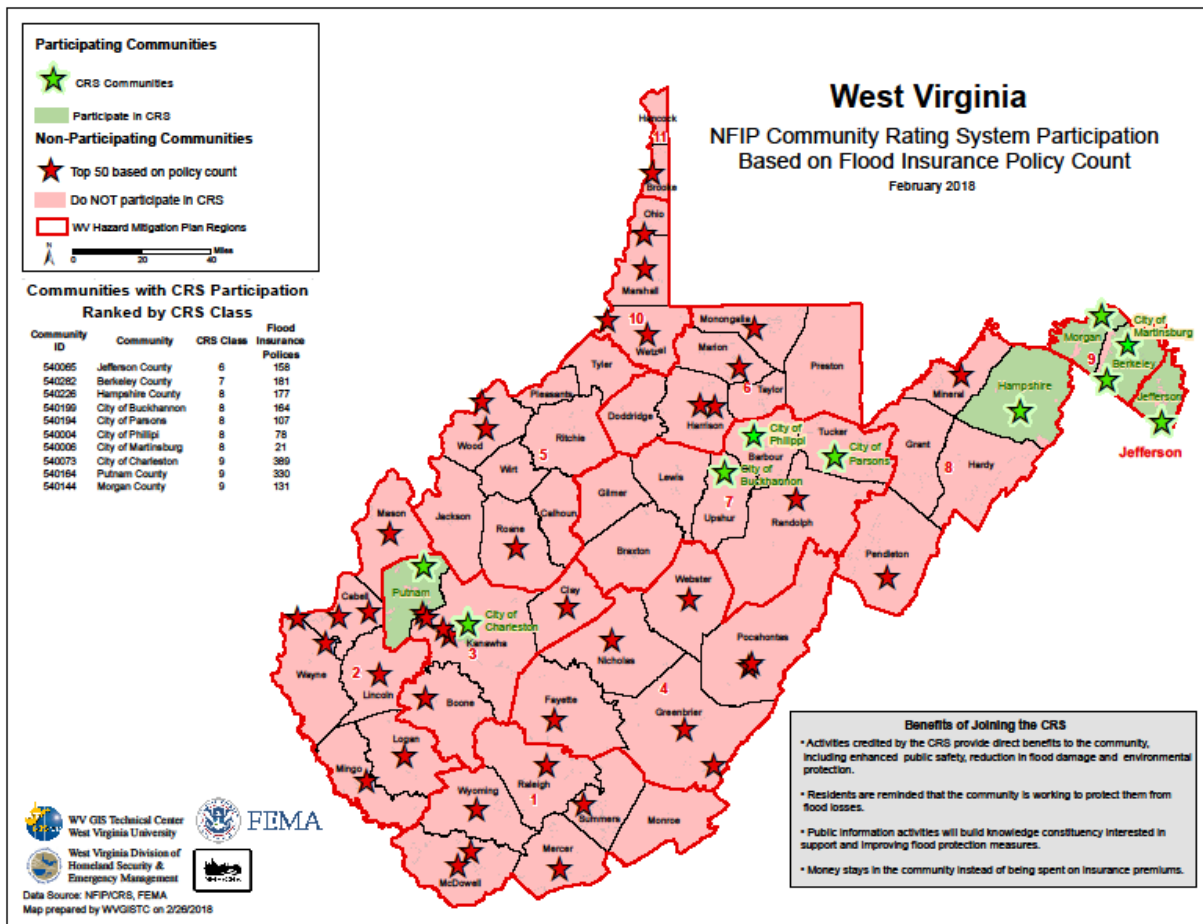 Participating Communities
CRS Communities
Participate in CRS
Non-Participating Communities
Top 50 based on policy count
Do NOT participate in CRS
WV Hazard Mitigation Plan Regions
N
Miles
0 20 40
West Virginia
NFIP Community Rating System Participation
Based on Flood Insurance Policy Count
February 2018
Communities with CRS Participation
Ranked by CRS Class
Community ID Community CRS Class Flood Insurance Polices
540065 Jefferson County 6 158
540282 Berkeley County 7 181
540226 Hampshire County 8 177
540199 City of Buckhannon 8 164
540194 City of Parsons 8 107
540004 City of Phillipi 8 78
540006 City of Martinsburg 8 21
540073 City of Charleston 9 389
540164 Putnam County 9 330
540144 Morgan County 9 131
Hancock
11
Brooke
Ohio
Marshall
10
Wetzel
Monongalia
Marion
Preston
Tyler
6
Taylor
Pleasants
Doddridge
Harrison
Wood
Ritchie
Wirt
5
Morgan
City of
Martinsburg
9
Berkeley
Jefferson
Jefferson
Mineral
Hampshire
Grant
8
Hardy
City of
Philippi
Barbour
Tucker
City of
Parsons
City of
Buckhannon
Lewis
7
Upshur
Randolph
Gilmer
Calhoun
Braxton
Jackson
Roane
Mason
Pendleton
Webster
Clay
Putnam
Cabell
City of
Charleston
Kanawha
3
Pocahontas
Nicholas
Wayne
2
Lincoln
Boone
Fayette
4
Greenbrier
Logan
Mingo
Wyoming
Raleigh
1
Summers
Monroe
Mercer
McDowell
Benefits of Joining the CRS
• Activities credited by the CRS provide direct benefits to the community,
including enhanced public safety, reduction in flood damage and environmental
protection.
• Residents are reminded that the community is working to protect them from
flood losses.
• Public information activities will build knowledge constituency interested in
support and improving flood protection measures.
• Money stays in the community instead of being spent on insurance premiums.
WV GIS Technical Center
West Virginia University
FEMA
West Virginia Division of
Homeland Security &
Emergency Management
Data Source: NFIP/CRS, FEMA
Map prepared by WVGISTC on 2/26/2018